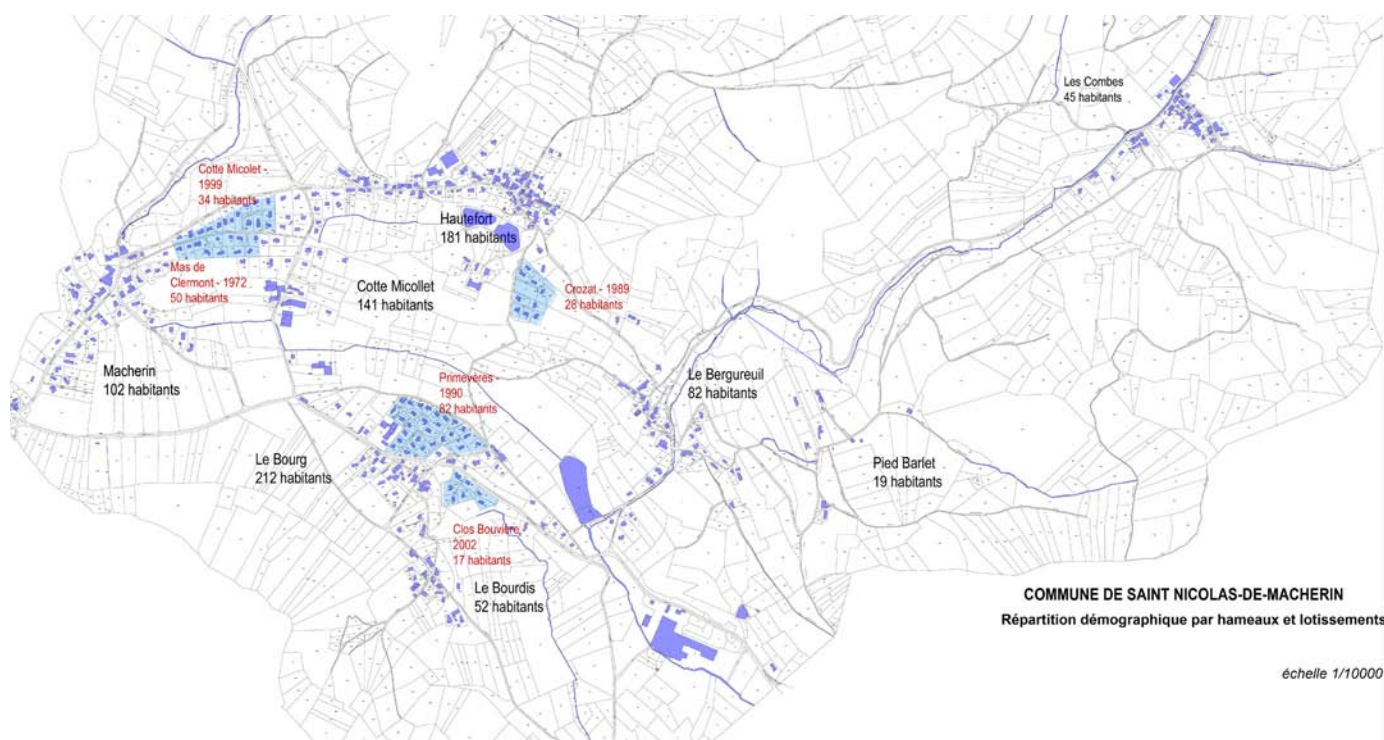 Les Combes
45 habitants
Cotte Micolet -
1999
34 habitants
Hautefort
181 habitants
Mas de
Clermont - 1972
50 habitants
Cotte Micollet
141 habitants
Crozat - 1989
28 habitants
Macherin
102 habitants
Primevères -
1990
82 habitants
Le Bergureuil
82 habitants
Le Bourg
212 habitants
Pied Barlet
19 habitants
Clos Bouvière,
2002
17 habitants
Le Bourdis
52 habitants
COMMUNE DE SAINT NICOLAS-DE-MACHERIN
Répartition démographique par hameaux et lotissements
échelle 1/10000